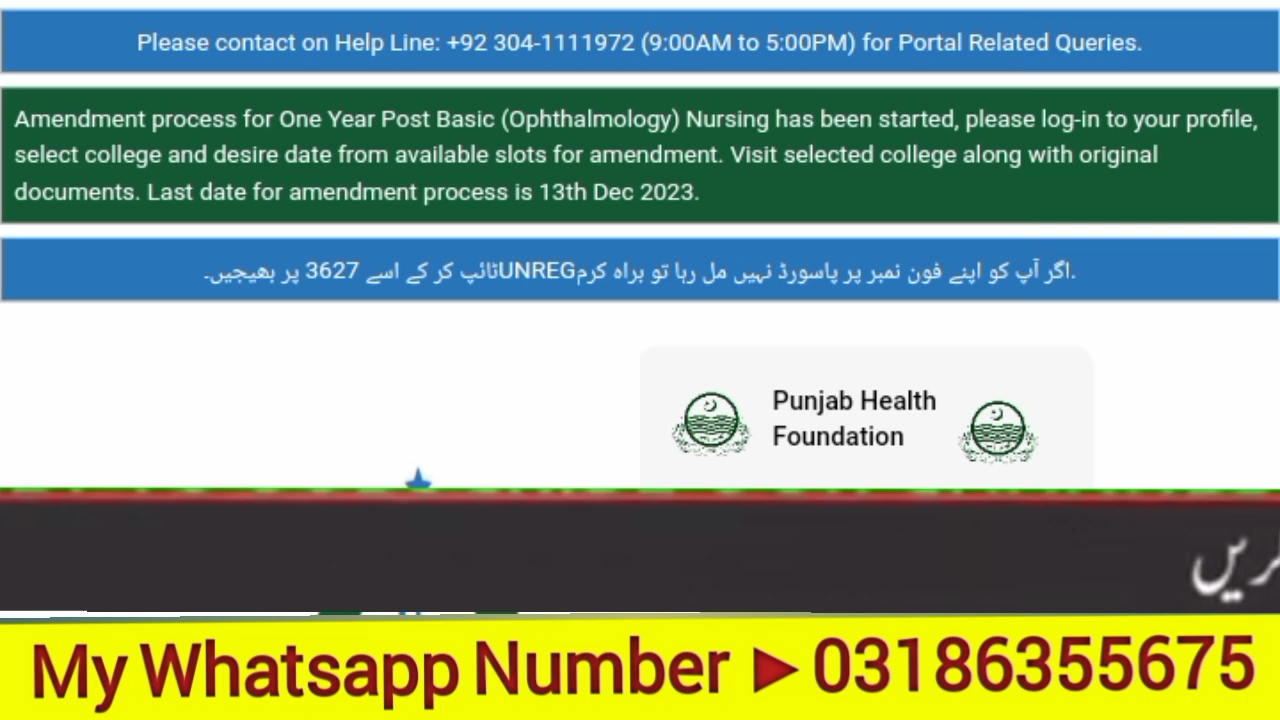 Please contact on Help Line: +92 304-1111972 (9:00AM to 5:00PM) for Portal Related Queries.
Amendment process for One Year Post Basic (Ophthalmology) Nursing has been started, please log-in to your profile,
select college and desire date from available slots for amendment. Visit selected college along with original
documents. Last date for amendment process is 13th Dec 2023.
.اگر آپ کو اپنے فون نمبر پر پاسورڈ نہیں مل رہا تو براہ کرمUNREGٹائپ کر کے اسے 3627 پر بھیجیں۔
Punjab Health
Foundation
My Whatsapp Number ► 03186355675